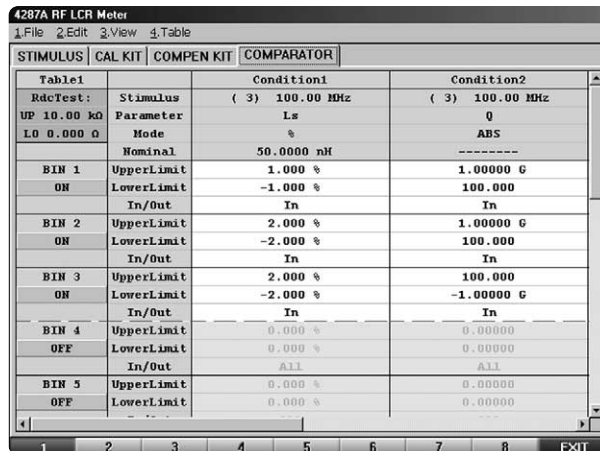 4287A RF LCR Meter
1.File 2.Edit 3.View 4.Table
STIMULUS CAL KIT COMPEN KIT COMPARATOR
Table1 Condition1 Condition2
RdcTest: Stimulus ( 3) 100.00 MHz ( 3) 100.00 MHz
UP 10.00 kΩ Parameter Ls Q
LO 0.000 Ω Mode % ABS
Nominal 50.0000 nH --------
BIN 1 UpperLimit 1.000 % 1.00000 G
ON LowerLimit -1.000 % 100.000
In/Out In In
BIN 2 UpperLimit 2.000 % 1.00000 G
ON LowerLimit -2.000 % 100.000
In/Out In In
BIN 3 UpperLimit 2.000 % 100.000
ON LowerLimit -2.000 % -1.00000 G
In/Out In In
BIN 4 UpperLimit 0.000 % 0.00000
OFF LowerLimit 0.000 % 0.00000
In/Out All All
BIN 5 UpperLimit 0.000 % 0.00000
OFF LowerLimit 0.000 % 0.00000
1 2 3 4 5 6 7 8 EXIT